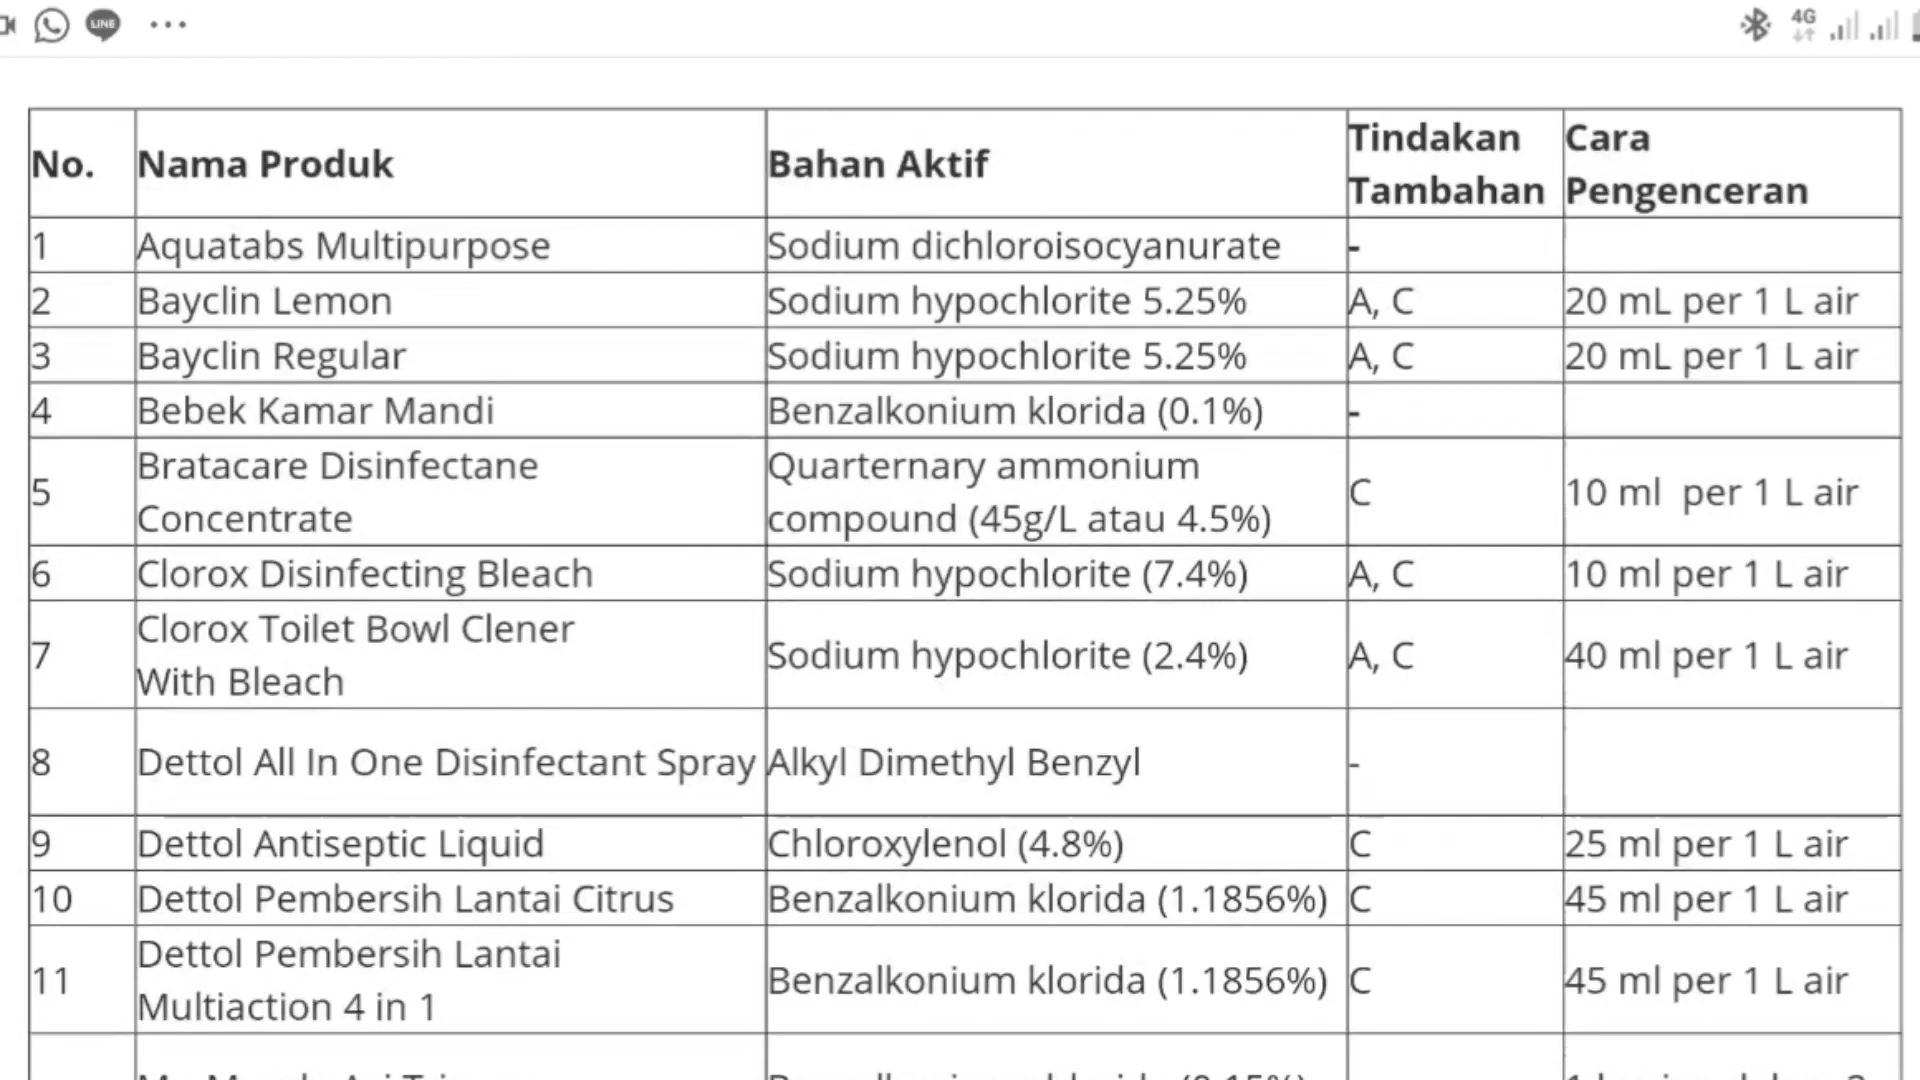 LINE
4G
No. Nama Produk Bahan Aktif Tindakan Tambahan Cara Pengenceran
1 Aquatabs Multipurpose Sodium dichloroisocyanurate -
2 Bayclin Lemon Sodium hypochlorite 5.25% A, C 20 mL per 1 L air
3 Bayclin Regular Sodium hypochlorite 5.25% A, C 20 mL per 1 L air
4 Bebek Kamar Mandi Benzalkonium klorida (0.1%) -
5 Bratacare Disinfectane Concentrate Quarternary ammonium compound (45g/L atau 4.5%) C 10 ml per 1 L air
6 Clorox Disinfecting Bleach Sodium hypochlorite (7.4%) A, C 10 ml per 1 L air
7 Clorox Toilet Bowl Clener With Bleach Sodium hypochlorite (2.4%) A, C 40 ml per 1 L air
8 Dettol All In One Disinfectant Spray Alkyl Dimethyl Benzyl -
9 Dettol Antiseptic Liquid Chloroxylenol (4.8%) C 25 ml per 1 L air
10 Dettol Pembersih Lantai Citrus Benzalkonium klorida (1.1856%) C 45 ml per 1 L air
11 Dettol Pembersih Lantai Multiaction 4 in 1 Benzalkonium klorida (1.1856%) C 45 ml per 1 L air